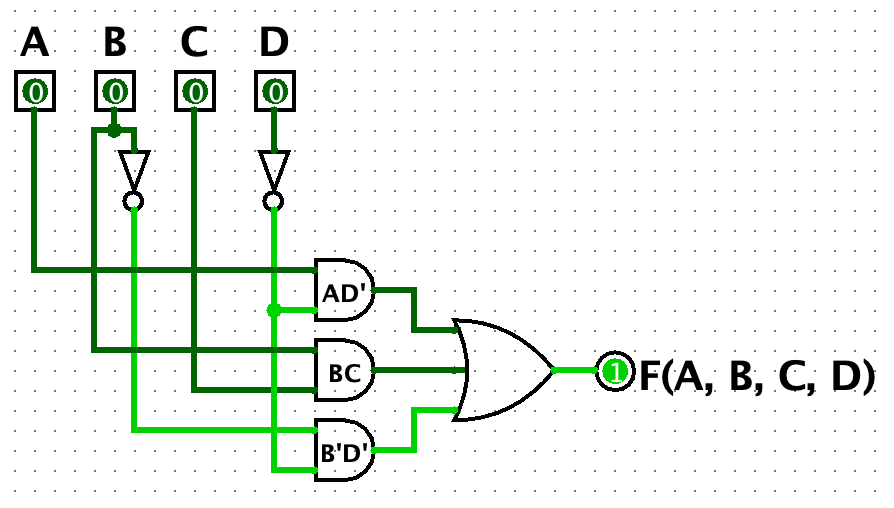 A B C D
0 0 0 0
AD'
BC
1 F(A, B, C, D)
B'D'